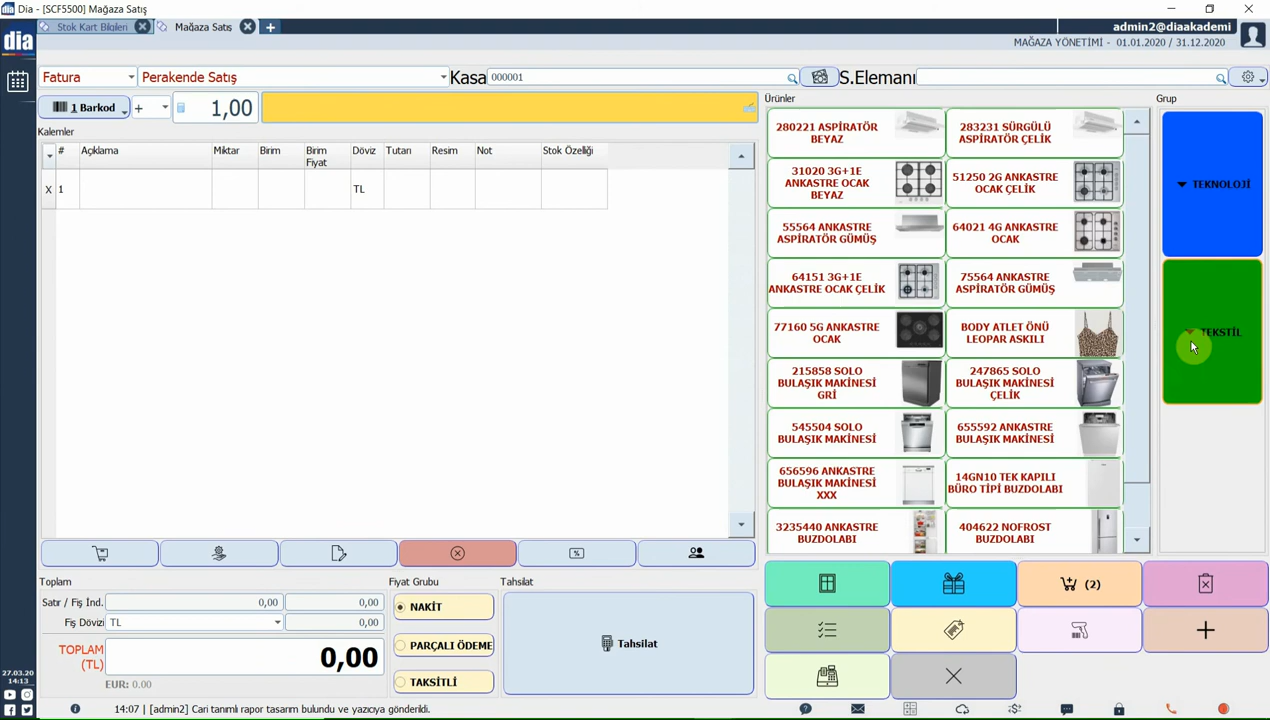 Dia - [SCF5500] Mağaza Satış
Stok Kart Bilgileri
Mağaza Satış
admin2@diaakademi
MAĞAZA YÖNETİMİ - 01.01.2020 / 31.12.2020
dia
Fatura
Perakende Satış
Kasa
000001
S.Elemanı
1 Barkod
+
1,00
Ürünler
Grup
Kalemler
#
Açıklama
Miktar
Birim
Birim
Fiyat
Döviz
Tutarı
Resim
Not
Stok Özelliği
X
1
TL
280221 ASPİRATÖR
BEYAZ
283231 SÜRGÜLÜ
ASPİRATÖR ÇELİK
31020 3G+1E
ANKASTRE OCAK
BEYAZ
51250 2G ANKASTRE
OCAK ÇELİK
55564 ANKASTRE
ASPİRATÖR GÜMÜŞ
64021 4G ANKASTRE
OCAK
64151 3G+1E
ANKASTRE OCAK ÇELİK
75564 ANKASTRE
ASPİRATÖR GÜMÜŞ
77160 5G ANKASTRE
OCAK
BODY ATLET ÖNÜ
LEOPAR ASKILI
215858 SOLO
BULAŞIK MAKİNESİ
GRİ
247865 SOLO
BULAŞIK MAKİNESİ
ÇELİK
545504 SOLO
BULAŞIK MAKİNESİ
655592 ANKASTRE
BULAŞIK MAKİNESİ
656596 ANKASTRE
BULAŞIK MAKİNESİ
XXX
14GN10 TEK KAPILI
BÜRO TİPİ BUZDOLABI
3235440 ANKASTRE
BUZDOLABI
404622 NOFROST
BUZDOLABI
TEKNOLOJİ
TEKSTİL
(2)
Toplam
Satır / Fiş İnd.
0,00
0,00
Fiş Dövizi
TL
0,00
TOPLAM
(TL)
0,00
EUR: 0.00
Fiyat Grubu
NAKİT
PARÇALI ÖDEME
TAKSİTLİ
Tahsilat
Tahsilat
27.03.20
14:13
14:07 | [admin2] Cari tanımlı rapor tasarım bulundu ve yazıcıya gönderildi.